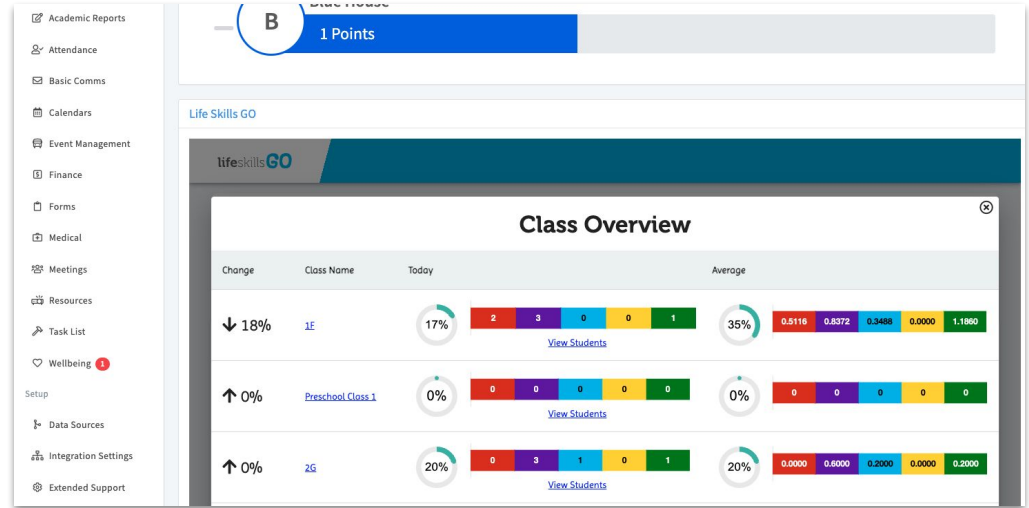 Academic Reports
Attendance
Basic Comms
Calendars
Event Management
Finance
Forms
Medical
Meetings
Resources
Task List
Wellbeing 1
Setup
Data Sources
Integration Settings
Extended Support
Blue House
B
1 Points
Life Skills GO
lifeskills GO
Class Overview
Change Class Name Today Average
18% 1F 17% 2 3 0 0 1 35% 0.5116 0.8372 0.3488 0.0000 1.1860
View Students
0% Preschool Class 1 0% 0 0 0 0 0 0% 0 0 0 0 0
View Students
0% 2G 20% 0 3 1 0 1 20% 0.0000 0.6000 0.2000 0.0000 0.2000
View Students